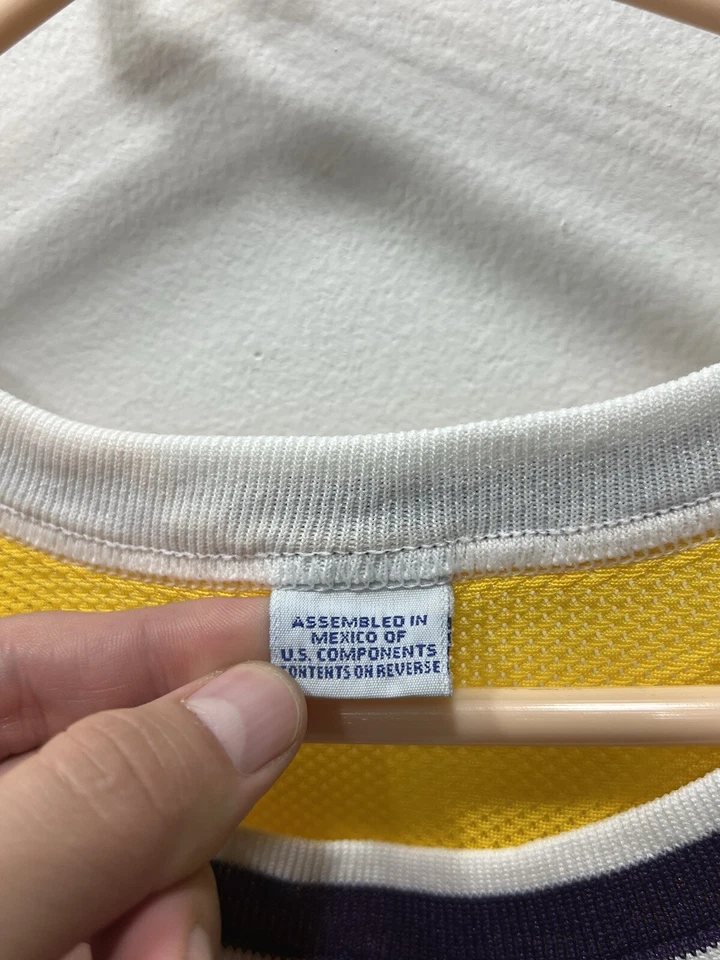 ASSEMBLED IN
MEXICO OF
U.S. COMPONENTS
CONTENTS ON REVERSE